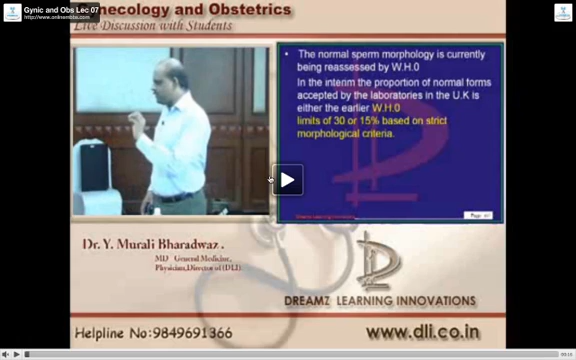 Gynic and Obs Lec 07
http://www.onlinembbs.com
Gynecology and Obstetrics
Live Discussion with Students
• The normal sperm morphology is currently
being reassessed by W.H.0
In the interim the proportion of normal forms
accepted by the laboratories in the U.K is
either the earlier W.H.0
limits of 30 or 15% based on strict
morphological criteria.
Dr. Y. Murali Bharadwaz .
MD General Medicine,
Physician,Director of (DLI)
DREAMZ LEARNING INNOVATIONS
Helpline No:9849691366
www.dli.co.in